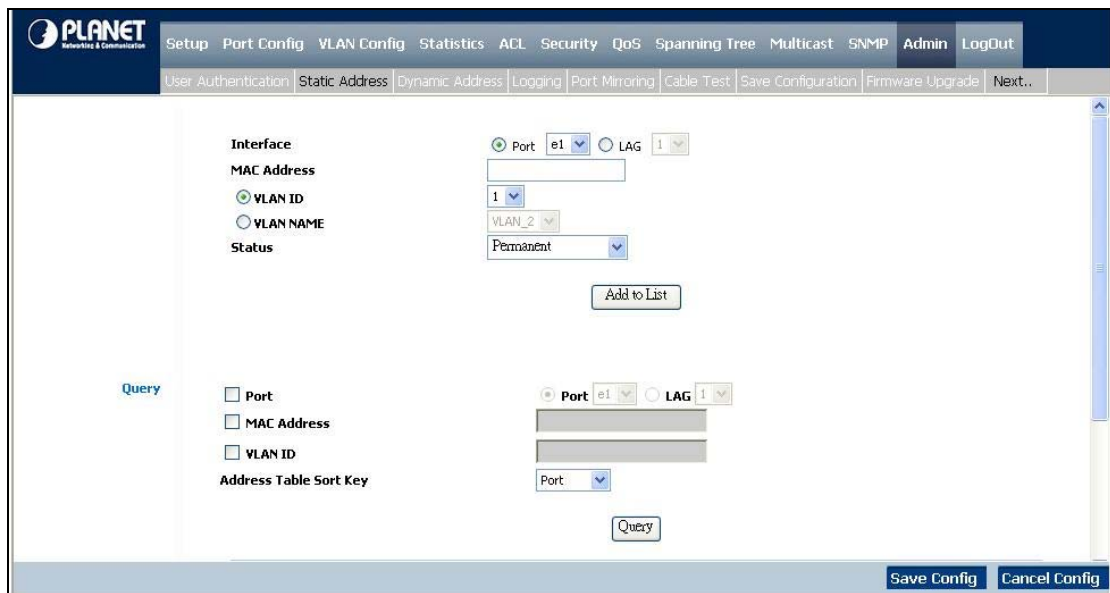 PLANET
Networking & Communication
Setup Port Config VLAN Config Statistics ACL Security QoS Spanning Tree Multicast SNMP Admin LogOut
User Authentication Static Address Dynamic Address Logging Port Mirroring Cable Test Save Configuration Firmware Upgrade Next..
Interface Port e1 LAG 1
MAC Address
VLAN ID 1
VLAN NAME VLAN_2
Status Permanent
Add to List
Query
Port Port e1 LAG 1
MAC Address
VLAN ID
Address Table Sort Key Port
Query
Save Config Cancel Config